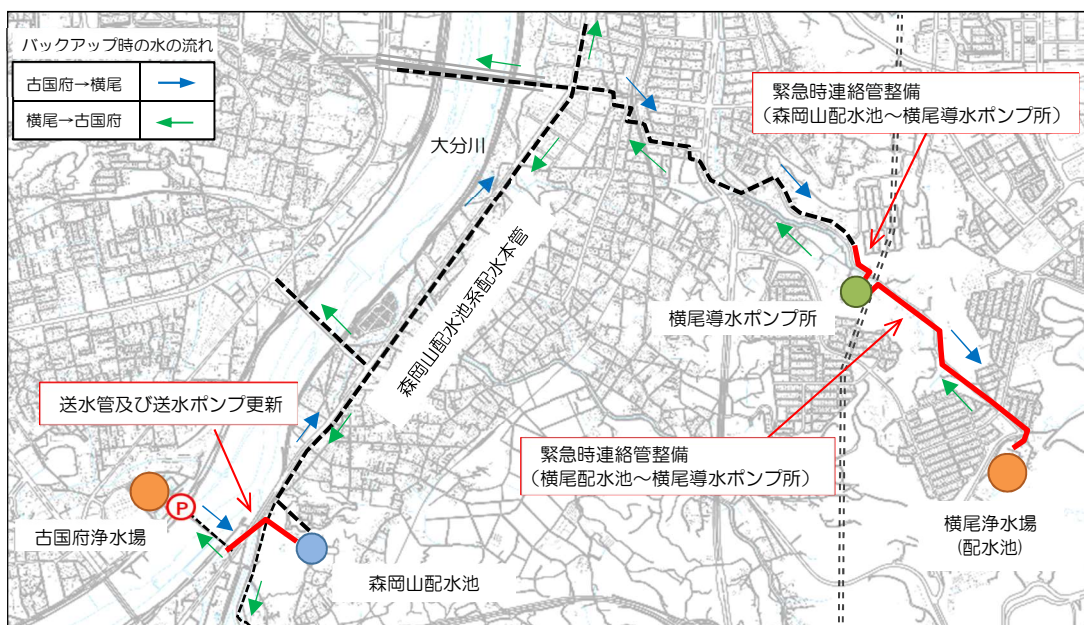 バックアップ時の水の流れ
古国府→横尾
横尾→古国府
大分川
緊急時連絡管整備
（森岡山配水池～横尾導水ポンプ所）
森岡山配水池系配水本管
横尾導水ポンプ所
送水管及び送水ポンプ更新
緊急時連絡管整備
（横尾配水池～横尾導水ポンプ所）
P
古国府浄水場
森岡山配水池
横尾浄水場
(配水池)